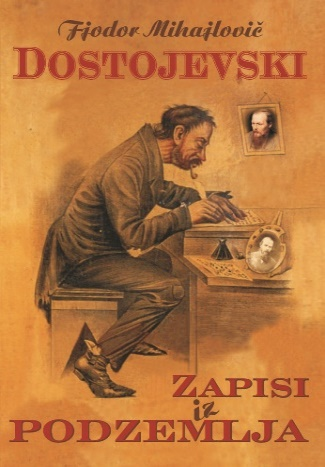 Fjodor Mihajlovič
DOSTOJEVSKI
ZAPISI
iz
PODZEMLJA